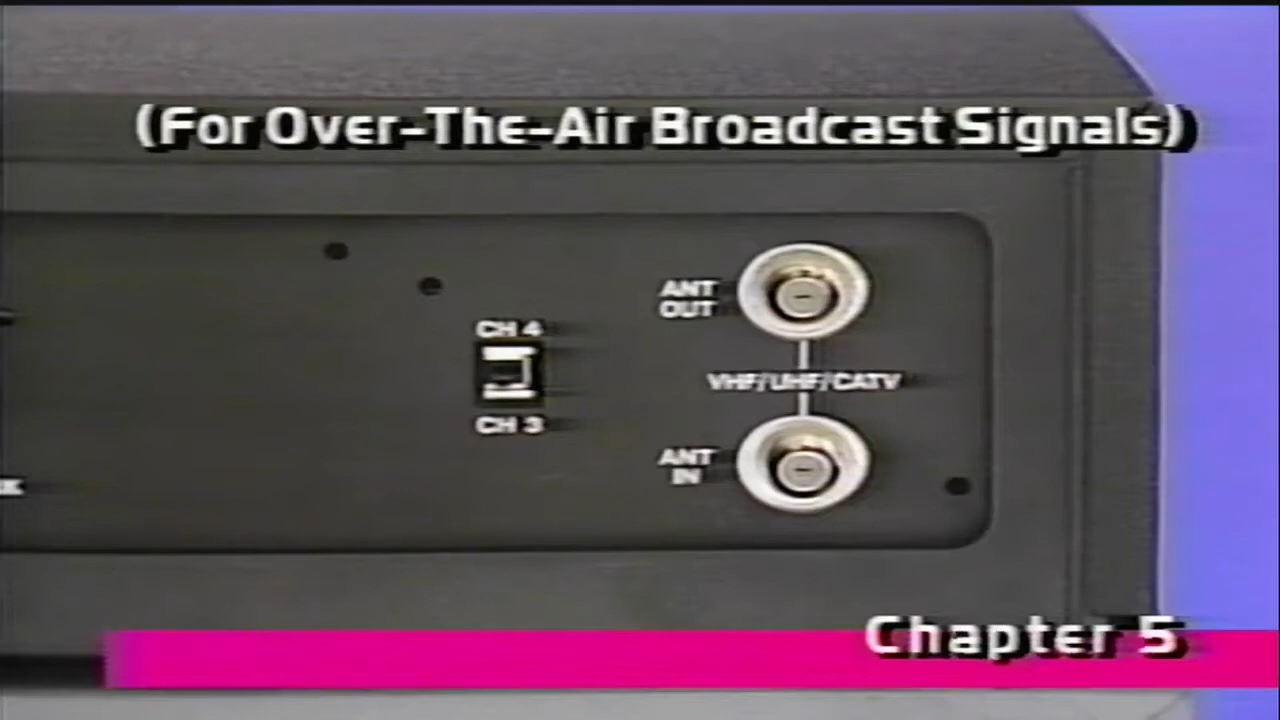 (For Over-The-Air Broadcast Signals)
ANT
OUT
CH 4
VHF/UHF/CATV
CH 3
ANT
IN
Chapter 5